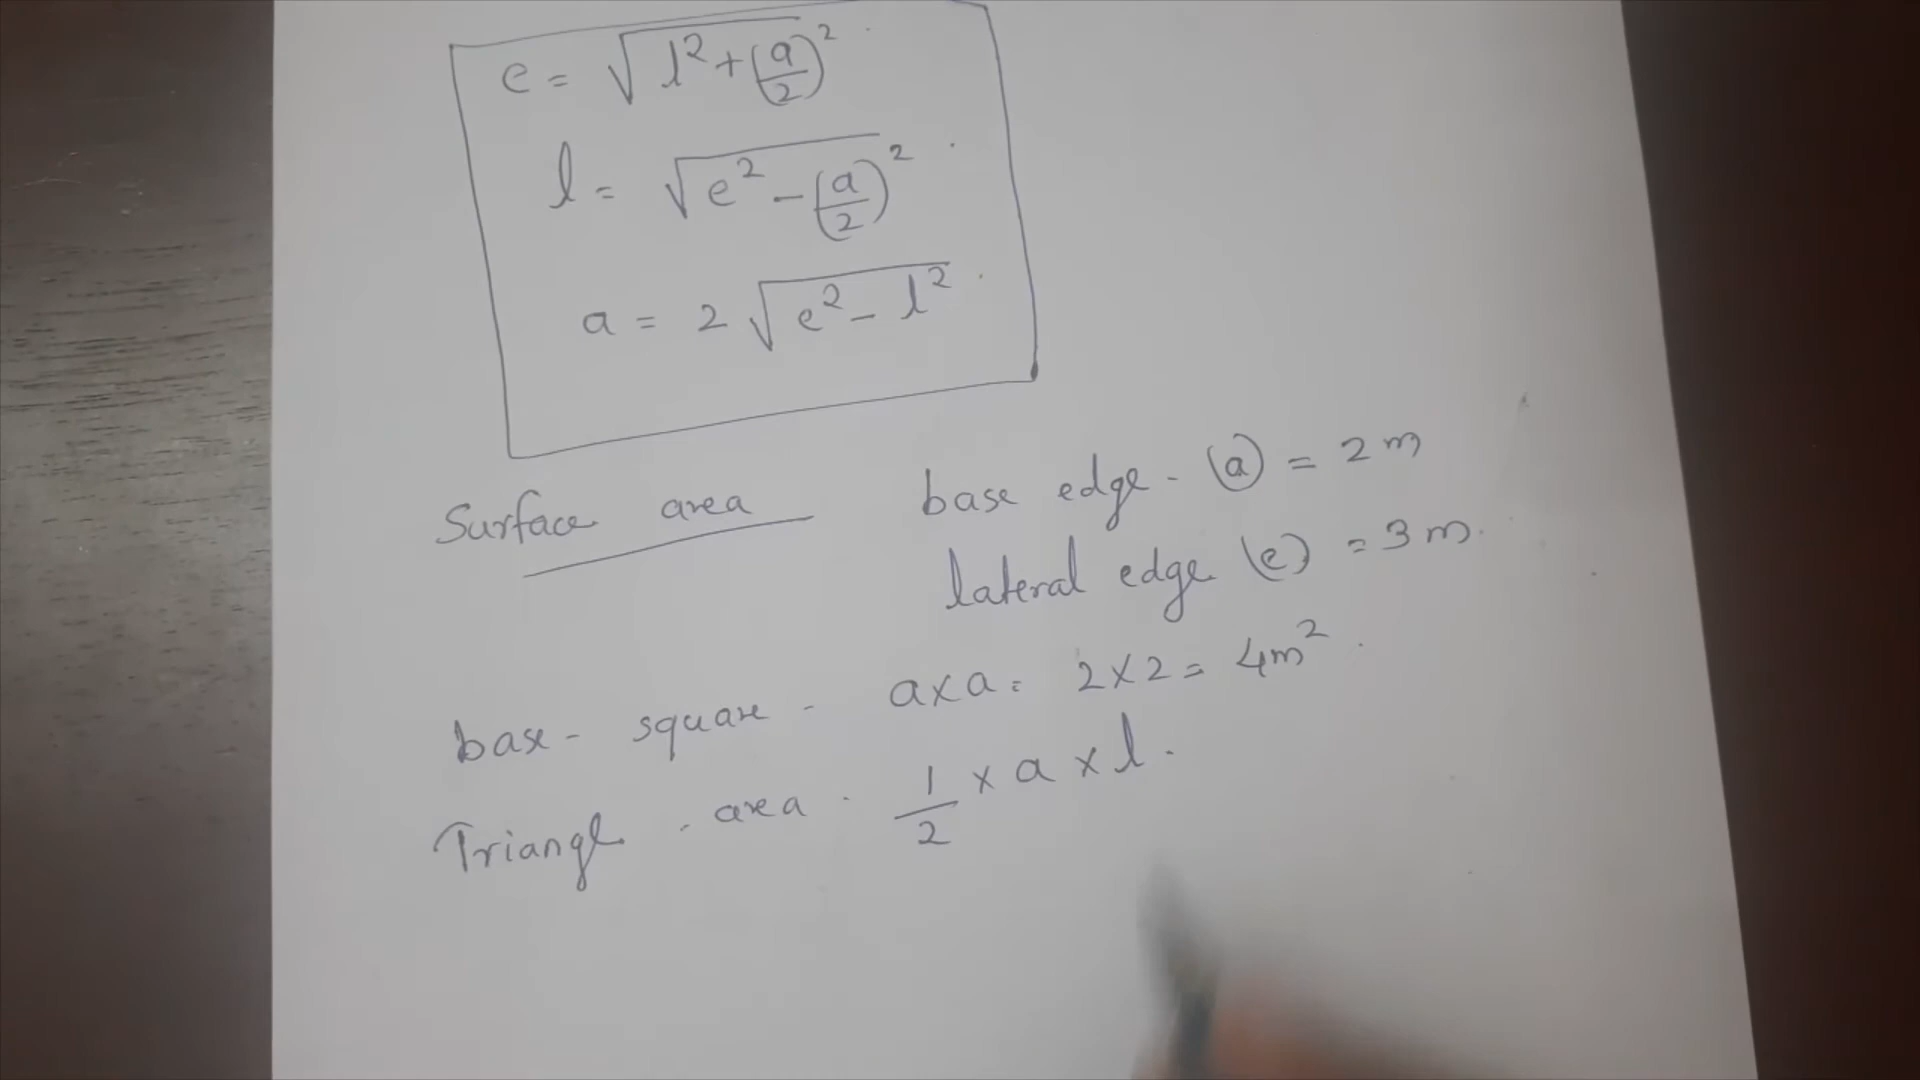 e = √l² + (a/2)²
l = √e² - (a/2)²
a = 2 √e² - l²
Surface area
base edge - (a) = 2 m
lateral edge (e) = 3 m
base - square - a x a = 2 x 2 = 4m²
Triangl - area - 1/2 x a x l